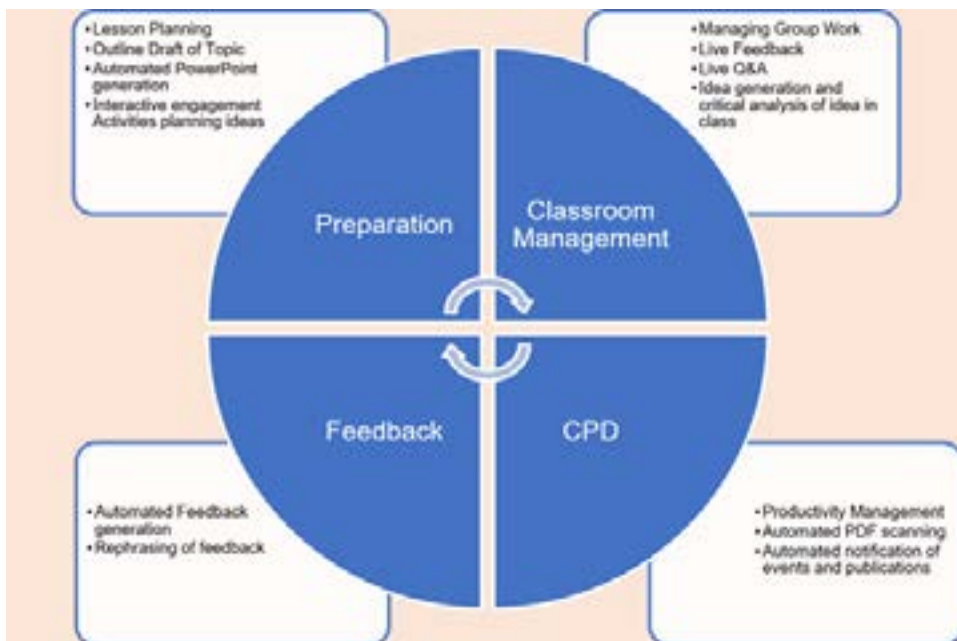 •Lesson Planning
•Outline Draft of Topic
•Automated PowerPoint
generation
•Interactive engagement
Activities planning ideas
•Managing Group Work
•Live Feedback
•Live Q&A
•Idea generation and
critical analysis of idea in
class
Preparation
Classroom
Management
Feedback
CPD
•Automated Feedback
generation
•Rephrasing of feedback
•Productivity Management
•Automated PDF scanning
•Automated notification of
events and publications